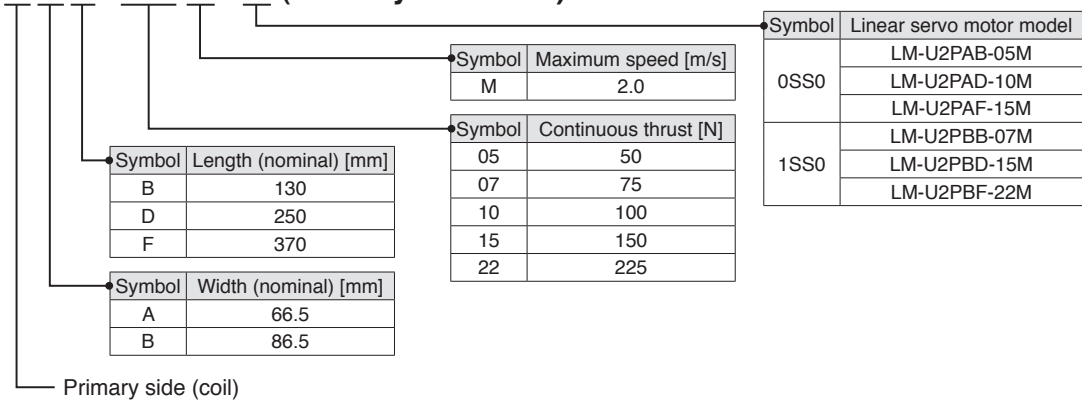 Symbol Linear servo motor model
0SS0 LM-U2PAB-05M
LM-U2PAD-10M
LM-U2PAF-15M
1SS0 LM-U2PBB-07M
LM-U2PBD-15M
LM-U2PBF-22M
Symbol Maximum speed [m/s]
M 2.0
Symbol Continuous thrust [N]
05 50
07 75
10 100
15 150
22 225
Symbol Length (nominal) [mm]
B 130
D 250
F 370
Symbol Width (nominal) [mm]
A 66.5
B 86.5
Primary side (coil)